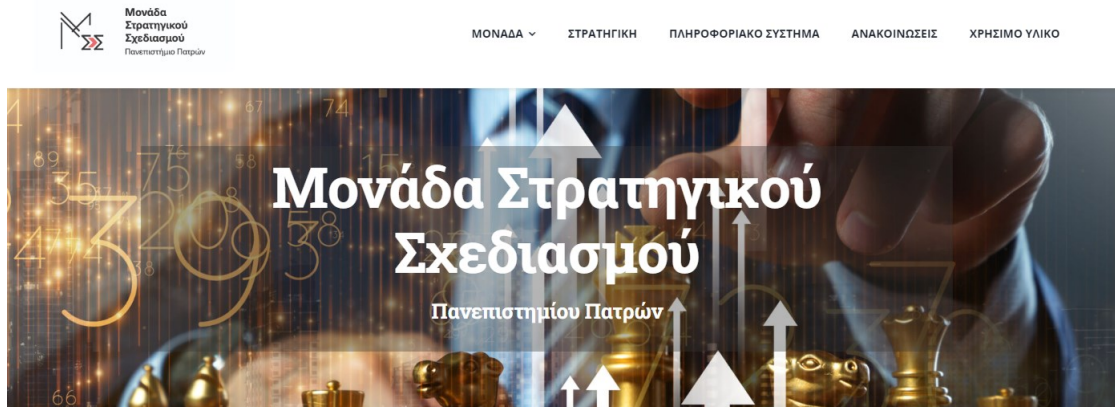 Μονάδα
Στρατηγικού
Σχεδιασμού
Πανεπιστήμιο Πατρών
ΜΟΝΑΔΑ
ΣΤΡΑΤΗΓΙΚΗ
ΠΛΗΡΟΦΟΡΙΑΚΟ ΣΥΣΤΗΜΑ
ΑΝΑΚΟΙΝΩΣΕΙΣ
ΧΡΗΣΙΜΟ ΥΛΙΚΟ
Μονάδα Στρατηγικού
Σχεδιασμού
Πανεπιστημίου Πατρών